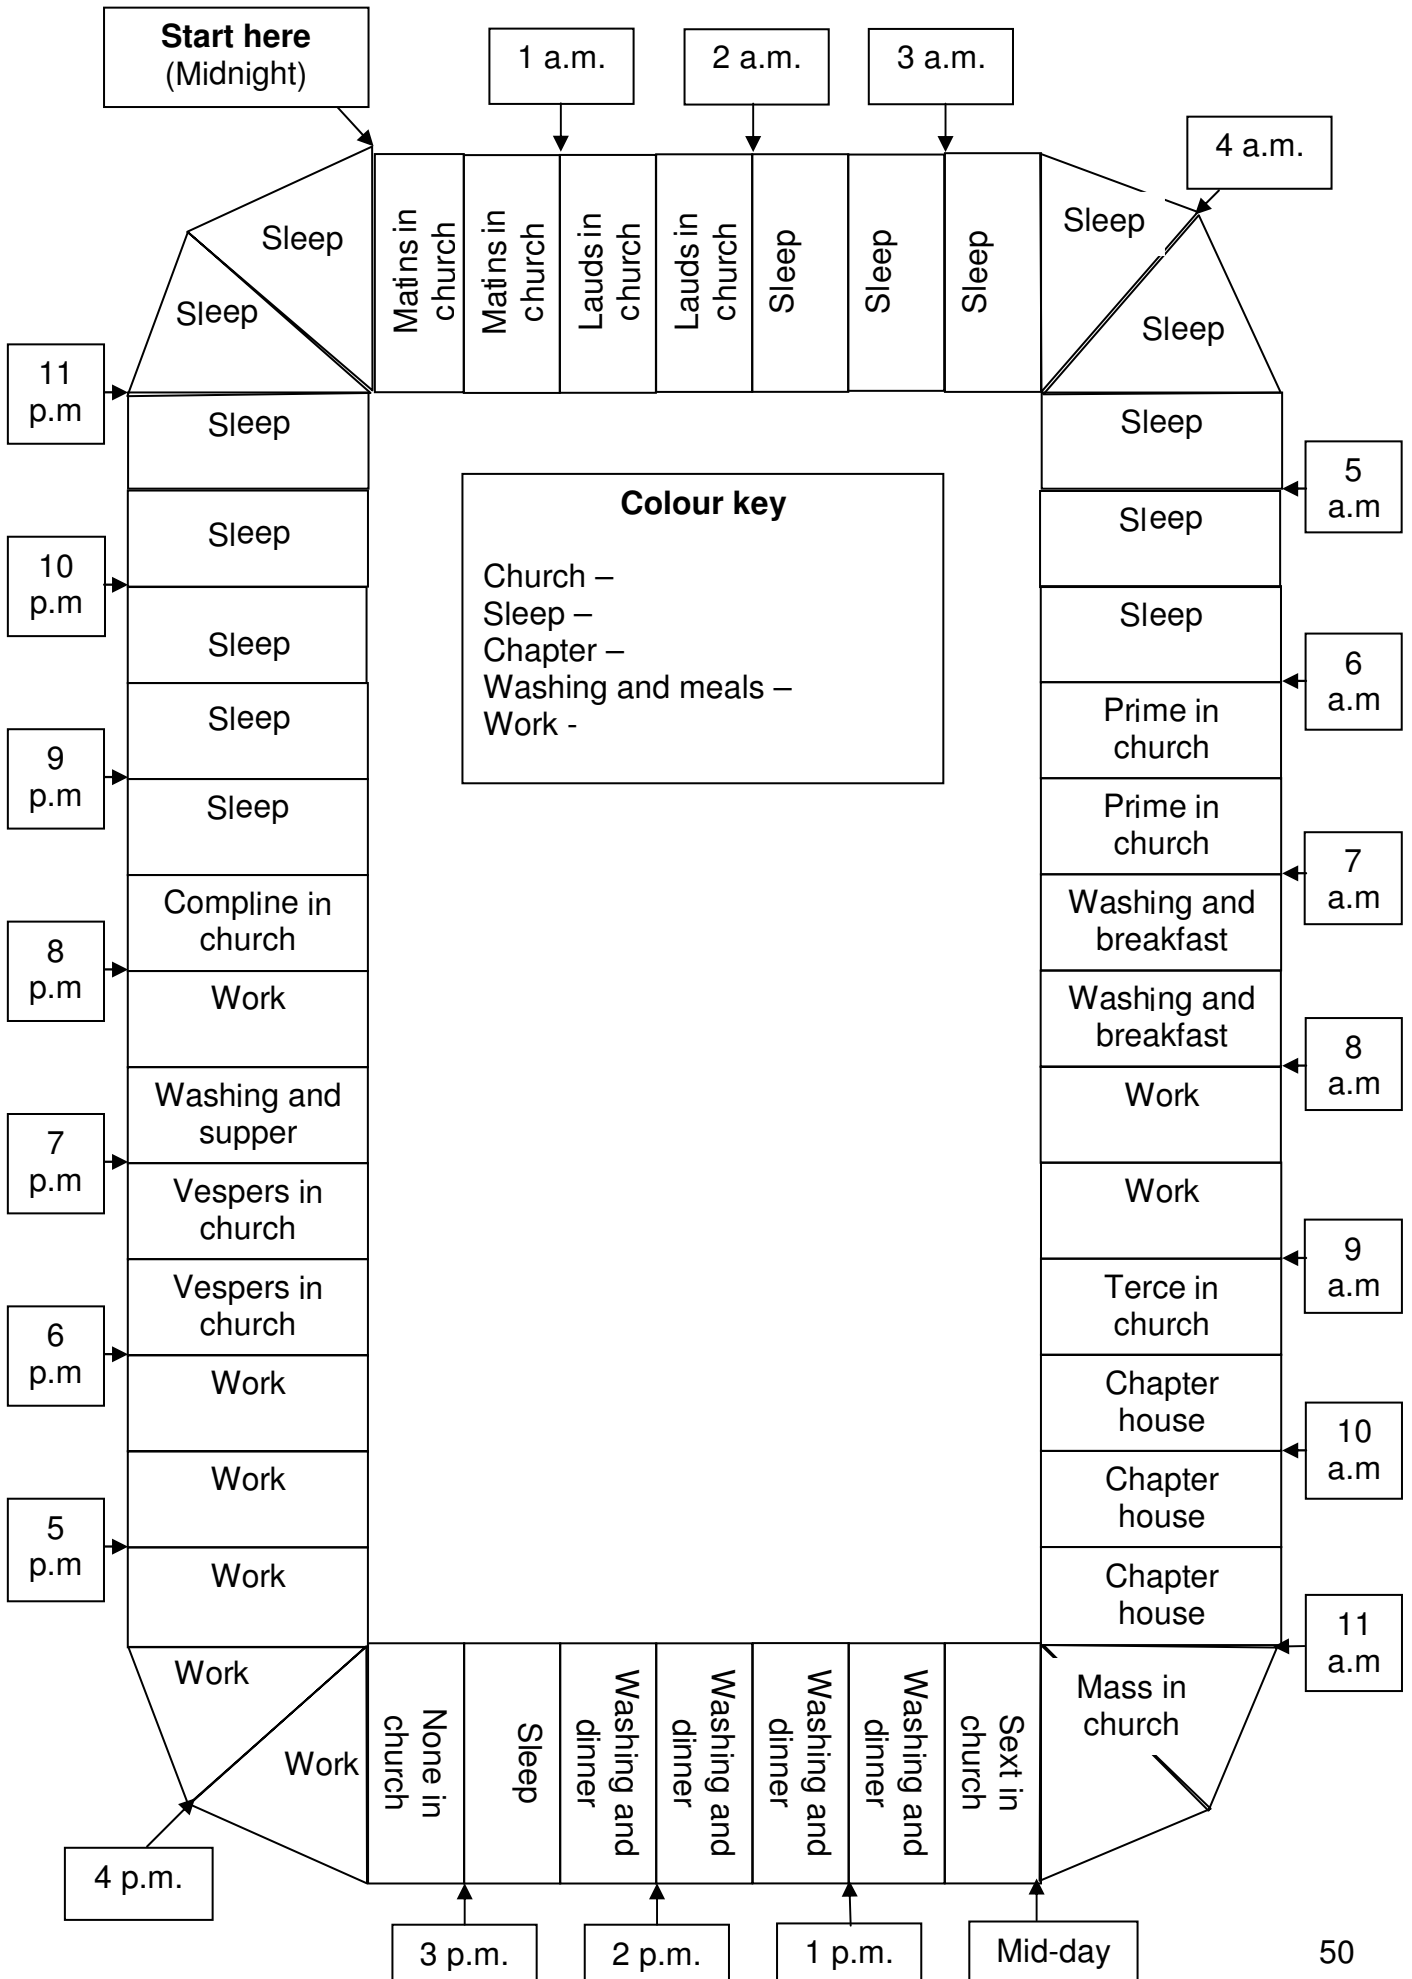 Start here
(Midnight)
1 a.m.
2 a.m.
3 a.m.
4 a.m.
Matins in
church
Matins in
church
Lauds in
church
Lauds in
church
Sleep
Sleep
Sleep
Sleep
Sleep
Sleep
5
a.m
Sleep
Sleep
6
a.m
Prime in
church
Prime in
church
7
a.m
Washing and
breakfast
Washing and
breakfast
8
a.m
Work
Work
9
a.m
Terce in
church
Chapter
house
10
a.m
Chapter
house
Chapter
house
11
a.m
Mass in
church
Mid-day
Sext in
church
Washing and
dinner
1 p.m.
Washing and
dinner
Washing and
dinner
2 p.m.
Washing and
dinner
Sleep
3 p.m.
None in
church
Work
4 p.m.
Work
Work
5
p.m
Work
Work
6
p.m
Vespers in
church
Vespers in
church
7
p.m
Washing and
supper
Work
8
p.m
Compline in
church
Sleep
9
p.m
Sleep
Sleep
10
p.m
Sleep
Sleep
11
p.m
Sleep
Sleep
Colour key
Church –
Sleep –
Chapter –
Washing and meals –
Work -
50